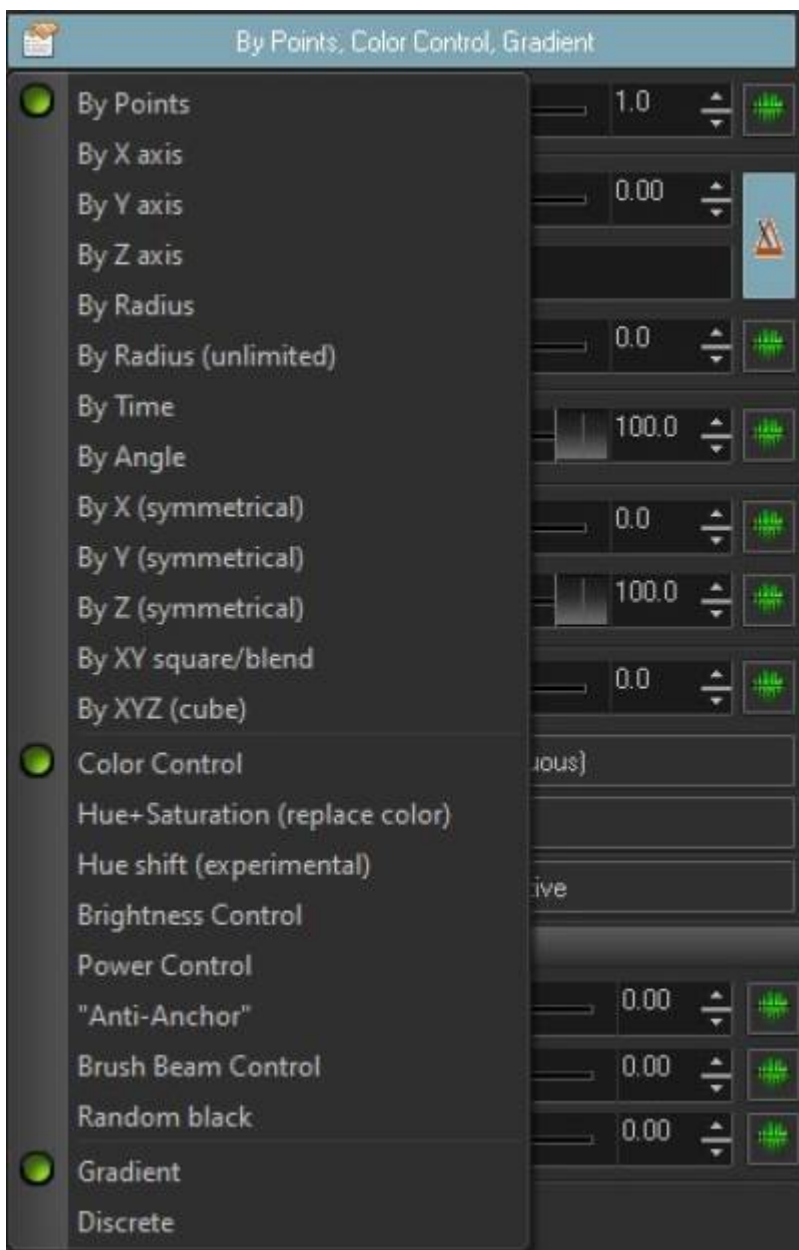 By Points, Color Control, Gradient
By Points 1.0
By X axis
By Y axis 0.00
By Z axis
By Radius
By Radius (unlimited) 0.0
By Time
By Angle 100.0
By X (symmetrical) 0.0
By Y (symmetrical)
By Z (symmetrical) 100.0
By XY square/blend
By XYZ (cube) 0.0
Color Control uous)
Hue+Saturation (replace color)
Hue shift (experimental) ive
Brightness Control
Power Control
"Anti-Anchor" 0.00
Brush Beam Control 0.00
Random black 0.00
Gradient
Discrete